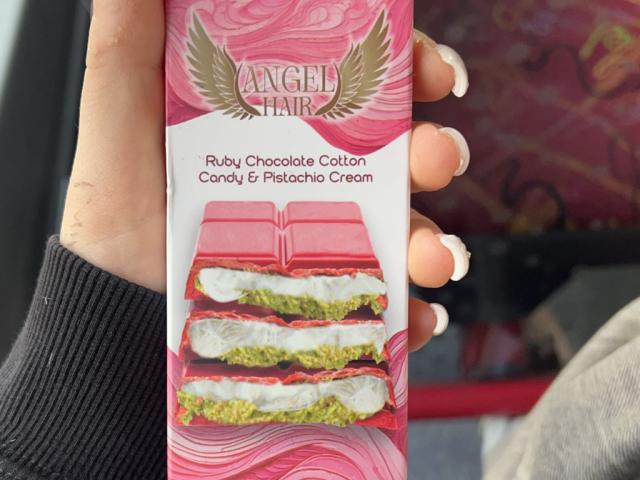 ANGEL
HAIR
Ruby Chocolate Cotton
Candy & Pistachio Cream